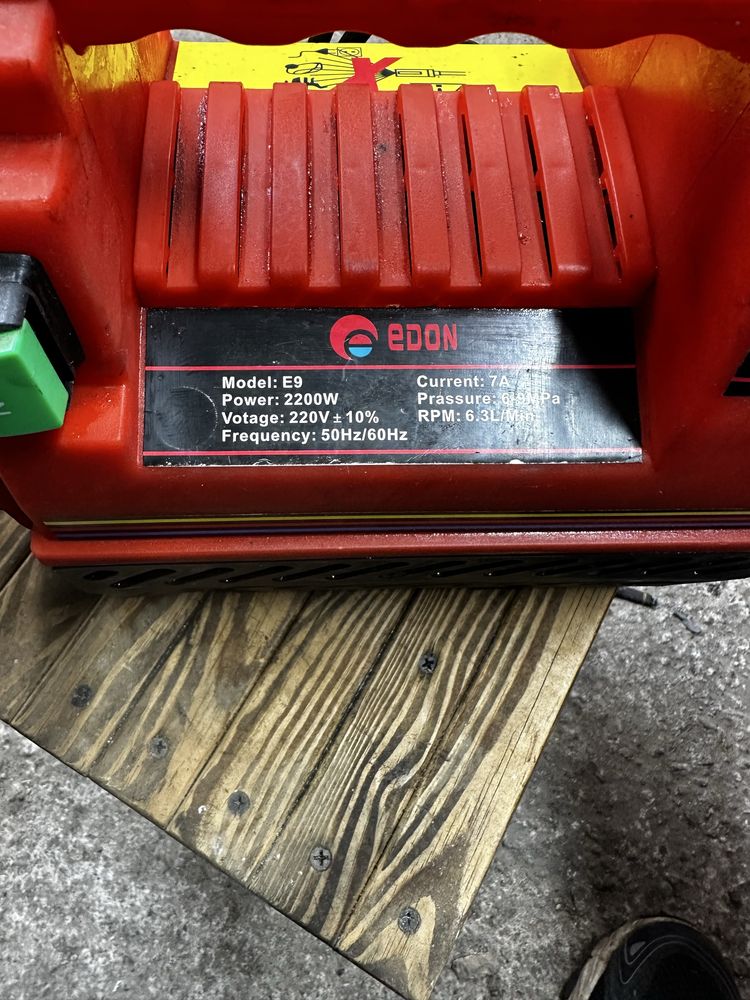 eDON
Model: E9
Power: 2200W
Votage: 220V ± 10%
Frequency: 50Hz/60Hz
Current: 7A
Prassure:
RPM: 6.3L/Min